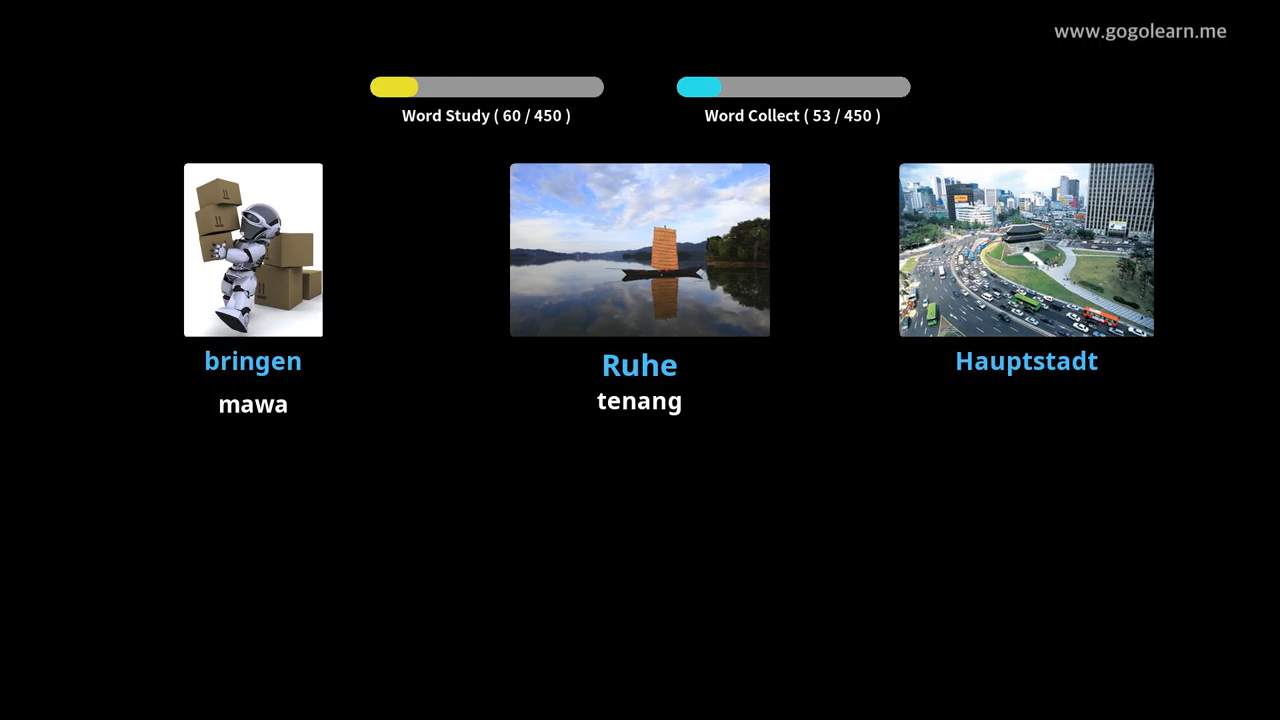 www.gogolearn.me
Word Study ( 60 / 450 )
Word Collect ( 53 / 450 )
bringen
mawa
Ruhe
tenang
Hauptstadt